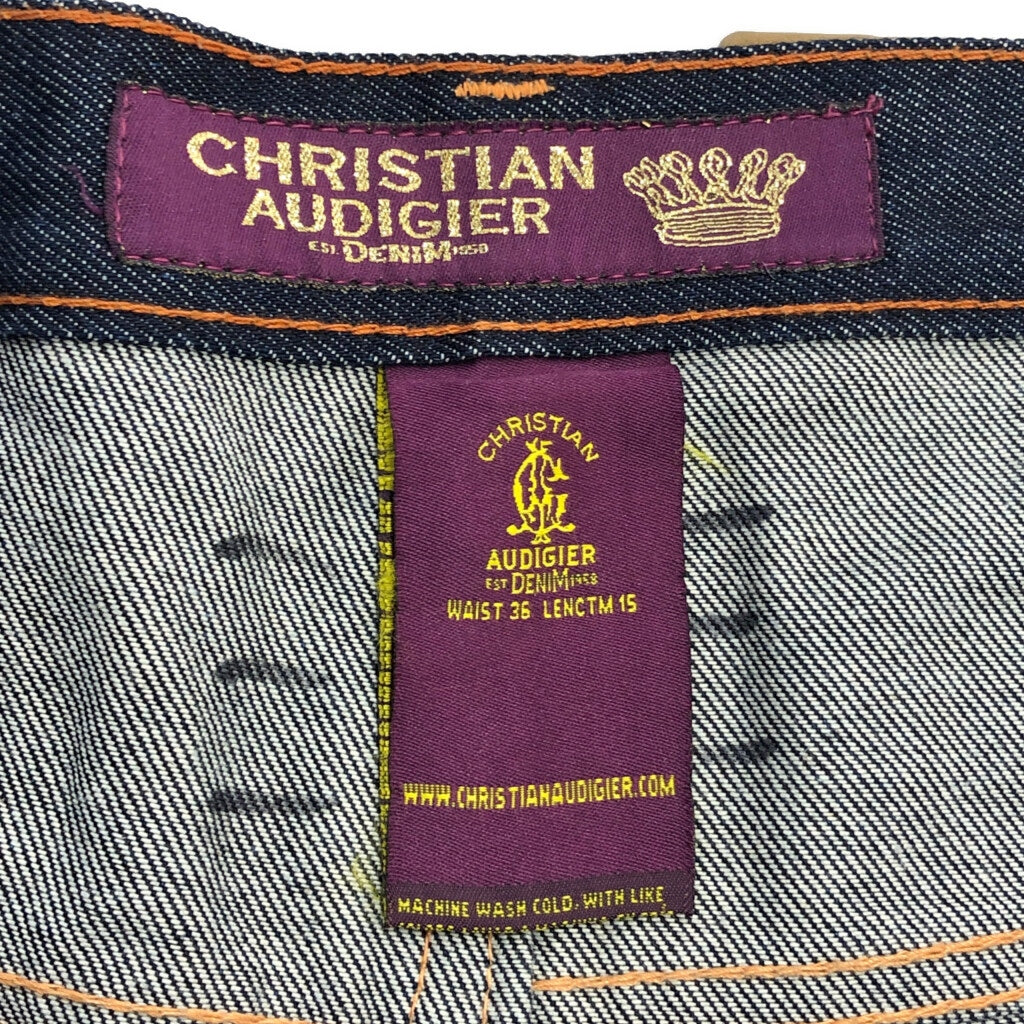 CHRISTIAN
AUDIGIER
EST. DENIM 1958
CHRISTIAN
AUDIGIER
EST DENIM 1958
WAIST 36 LENCTM 15
WWW.CHRISTIANAUDIGIER.COM
MACHINE WASH COLD. WITH LIKE